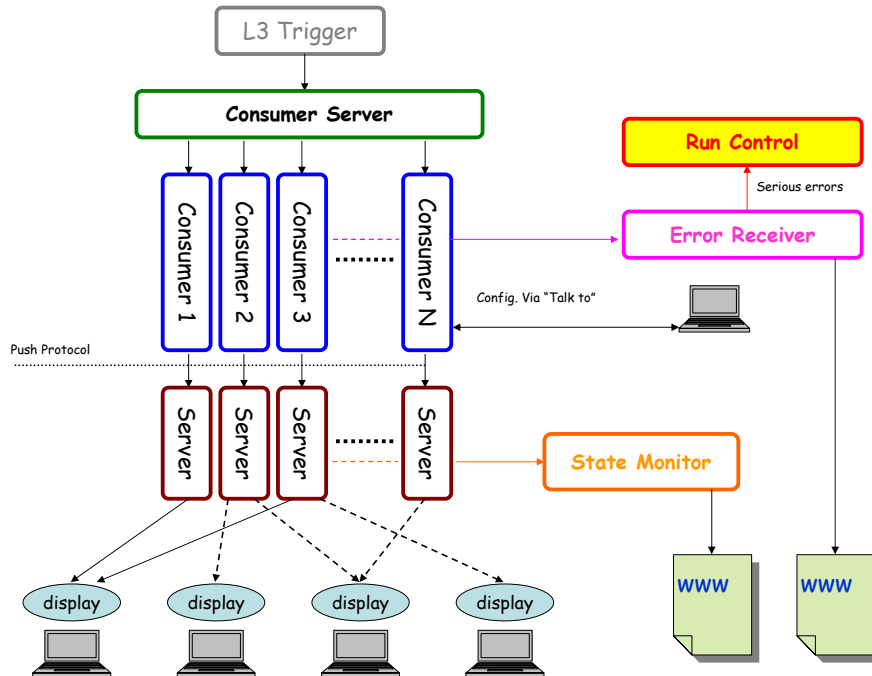 L3 Trigger
Consumer Server
Run Control
Serious errors
Consumer 1
Consumer 2
Consumer 3
Consumer N
Error Receiver
Config. Via “Talk to”
Push Protocol
Server
Server
Server
Server
State Monitor
www
www
display
display
display
display